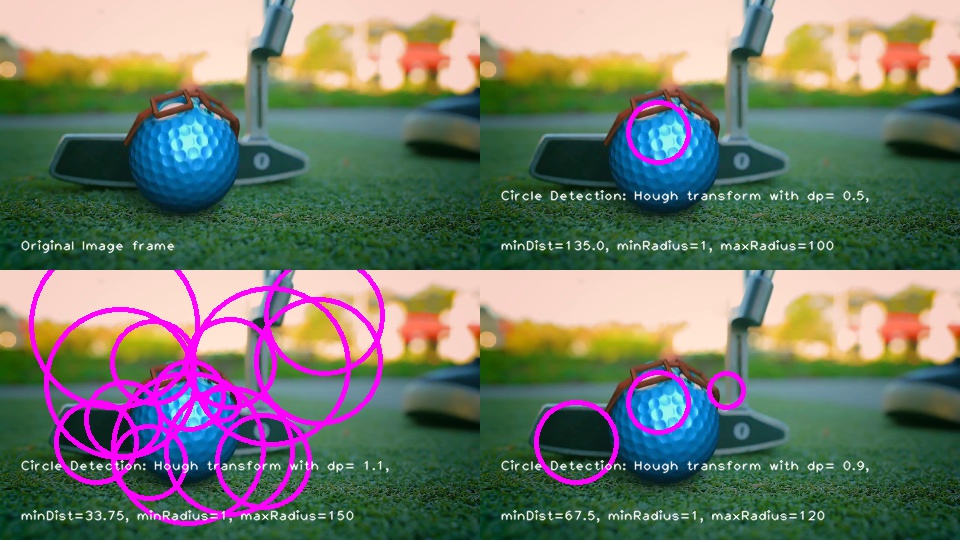 Original Image frame
Circle Detection: Hough transform with dp= 0.5,
minDist=135.0, minRadius=1, maxRadius=100
Circle Detection: Hough transform with dp= 1.1,
minDist=33.75, minRadius=1, maxRadius=150
Circle Detection: Hough transform with dp= 0.9,
minDist=67.5, minRadius=1, maxRadius=120